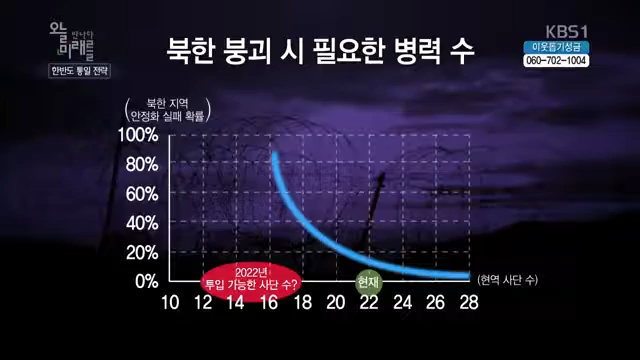 오늘 미래를 만나다
한반도 통일 전략
북한 붕괴 시 필요한 병력 수
KBS1
이웃돕기성금
060-702-1004
(북한 지역
안정화 실패 확률)
100%
80%
60%
40%
20%
0%
2022년
투입 가능한 사단 수?
현재
(현역 사단 수)
10 12 14 16 18 20 22 24 26 28